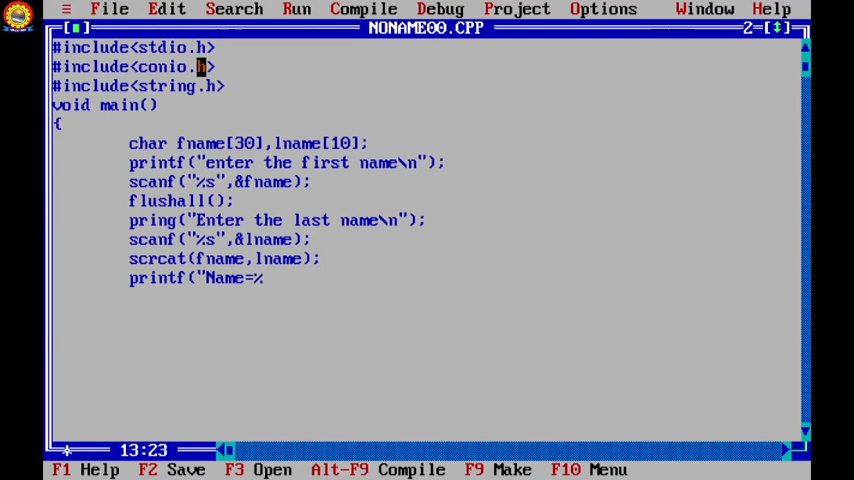 ≡ File Edit Search Run Compile Debug Project Options Window Help
NONAME00.CPP 2=[↕]
#include<stdio.h>
#include<conio.h>
#include<string.h>
void main()
{
char fname[30],lname[10];
printf("enter the first name\n");
scanf("%s",&fname);
flushall();
pring("Enter the last name\n");
scanf("%s",&lname);
scrcat(fname,lname);
printf("Name=%
13:23
F1 Help F2 Save F3 Open Alt-F9 Compile F9 Make F10 Menu